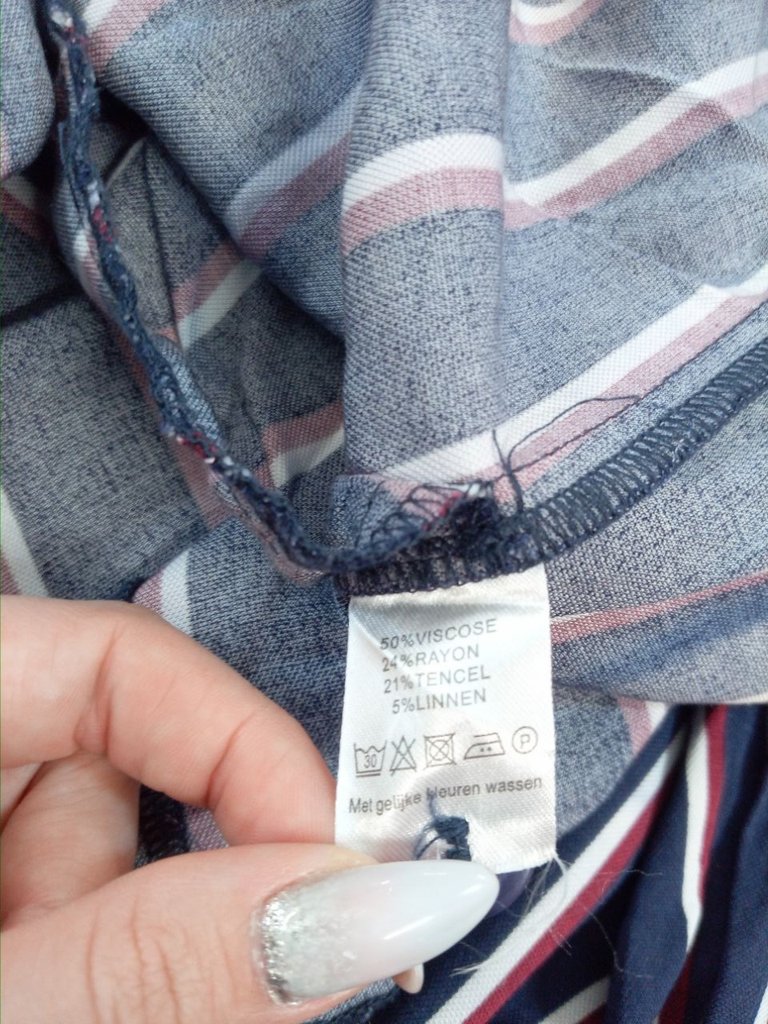 50%VISCOSE
24%RAYON
21%TENCEL
5%LINNEN
30 P
Met gelijke kleuren wassen